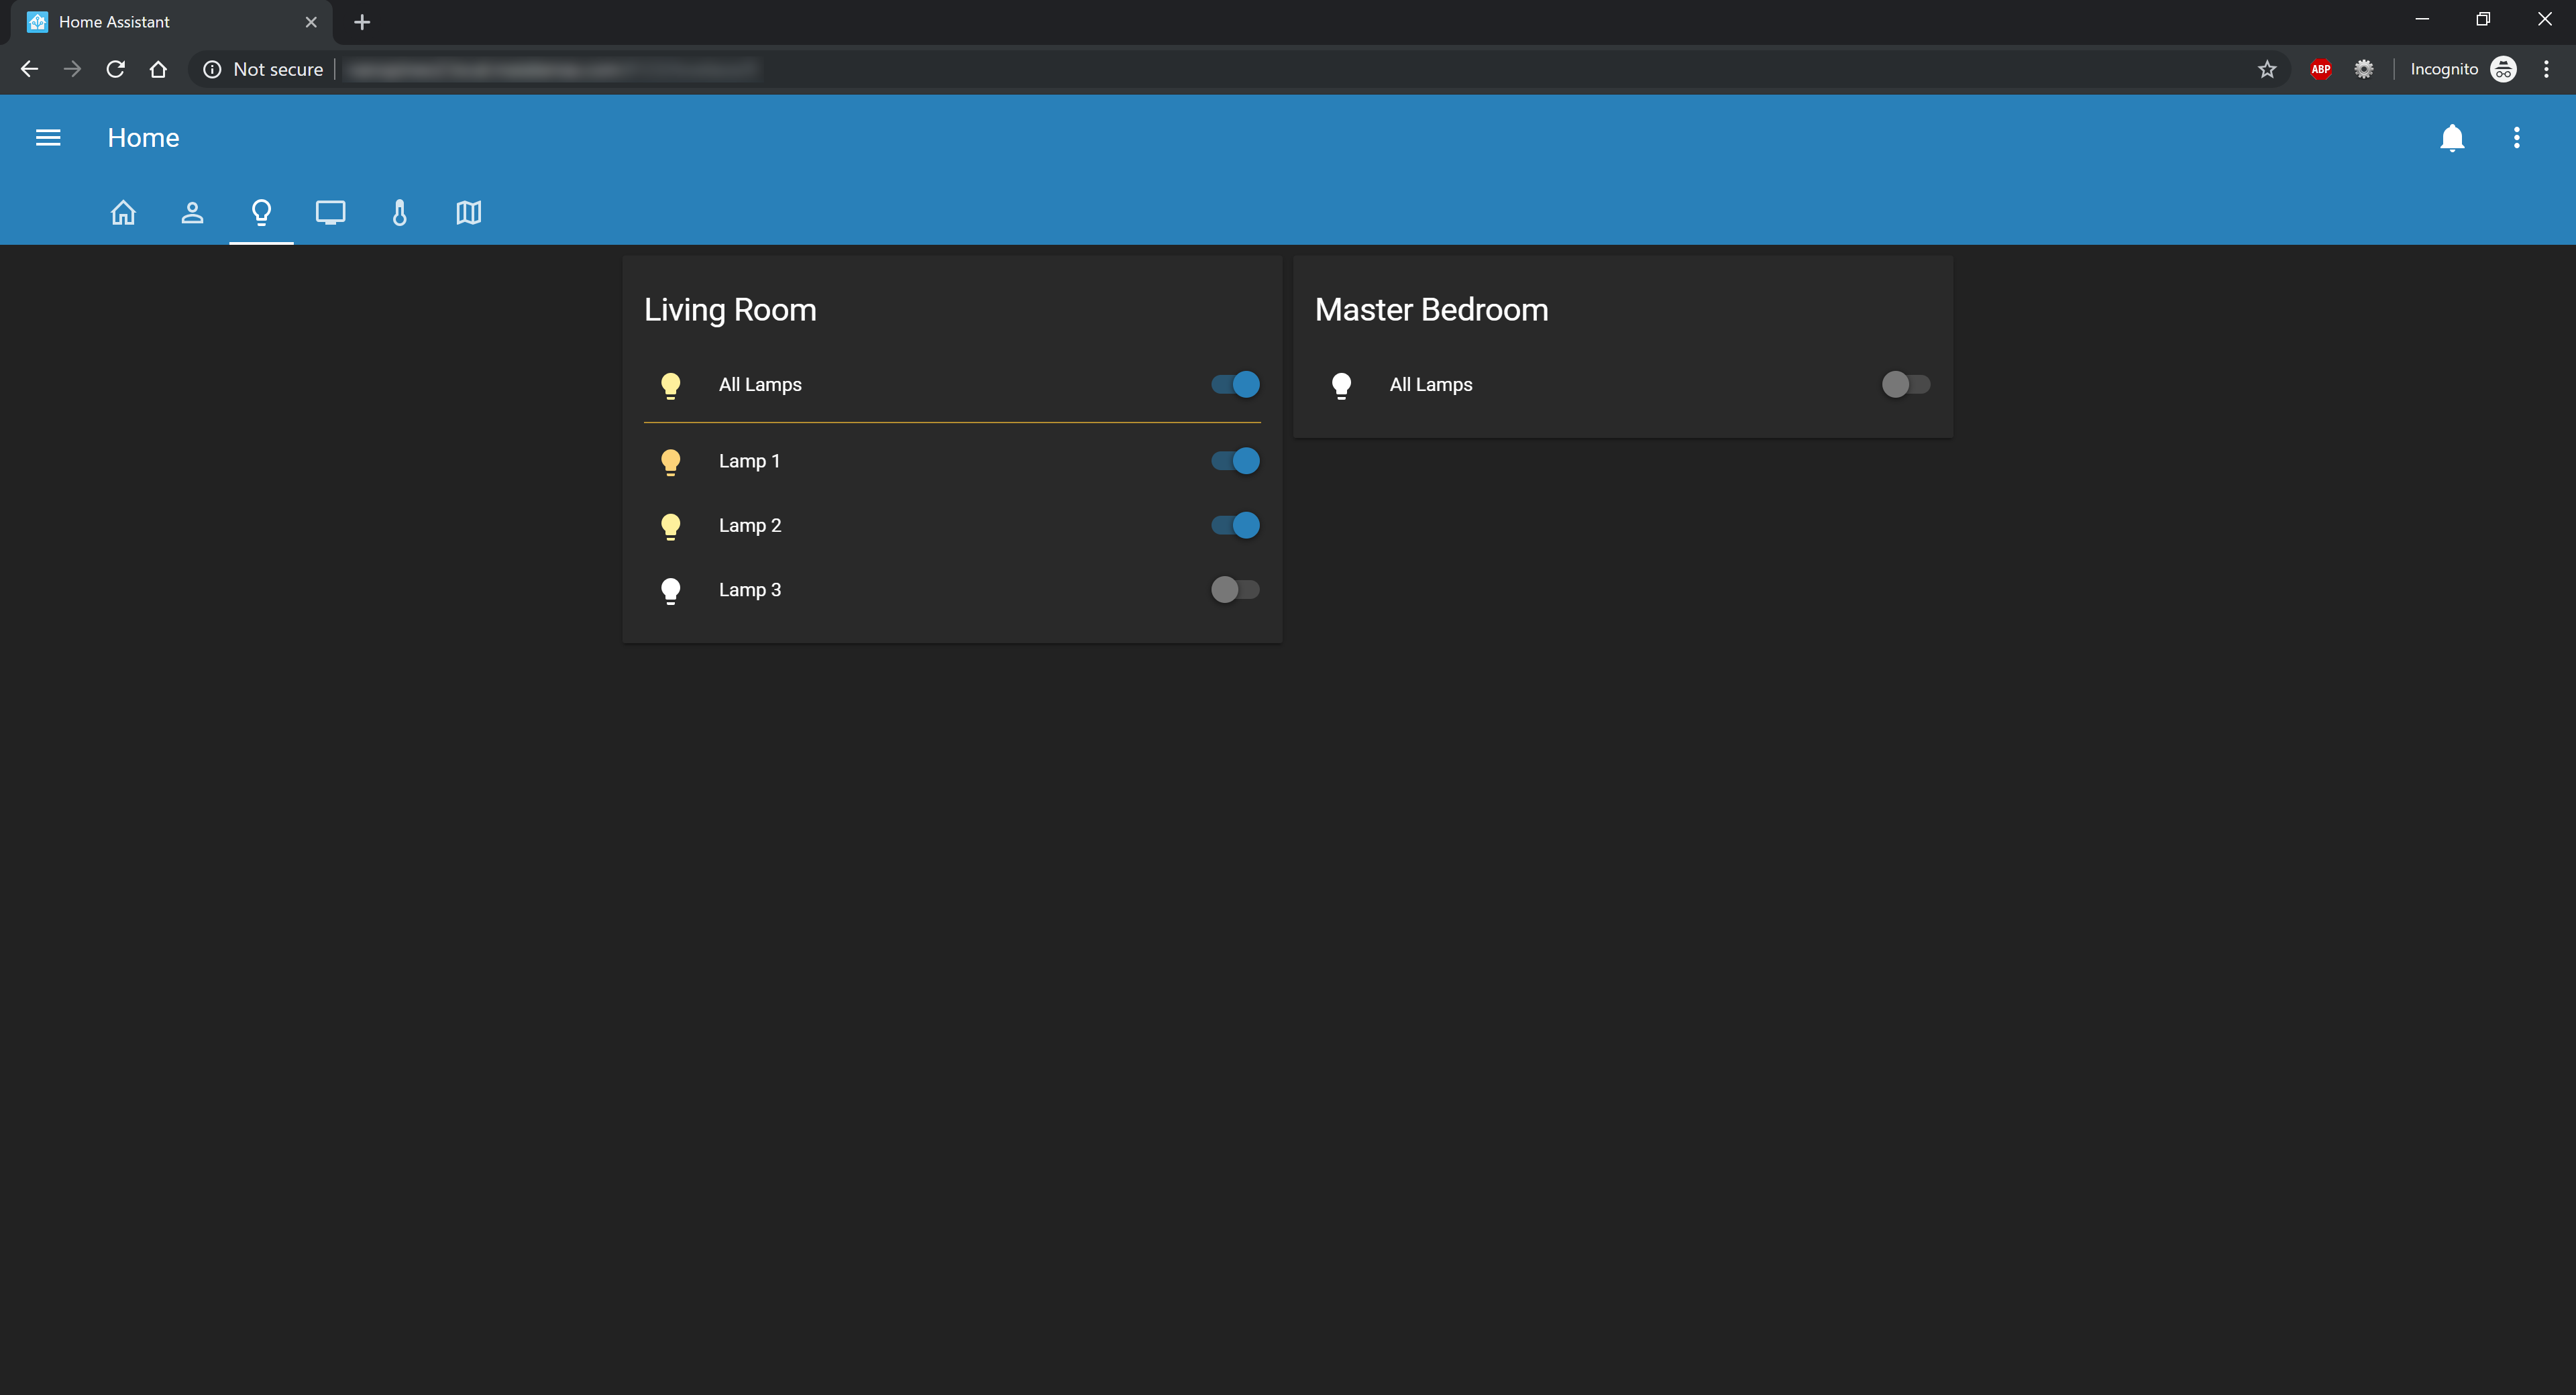 Home Assistant
Not secure
ABP
Incognito
Home
Living Room
All Lamps
Lamp 1
Lamp 2
Lamp 3
Master Bedroom
All Lamps